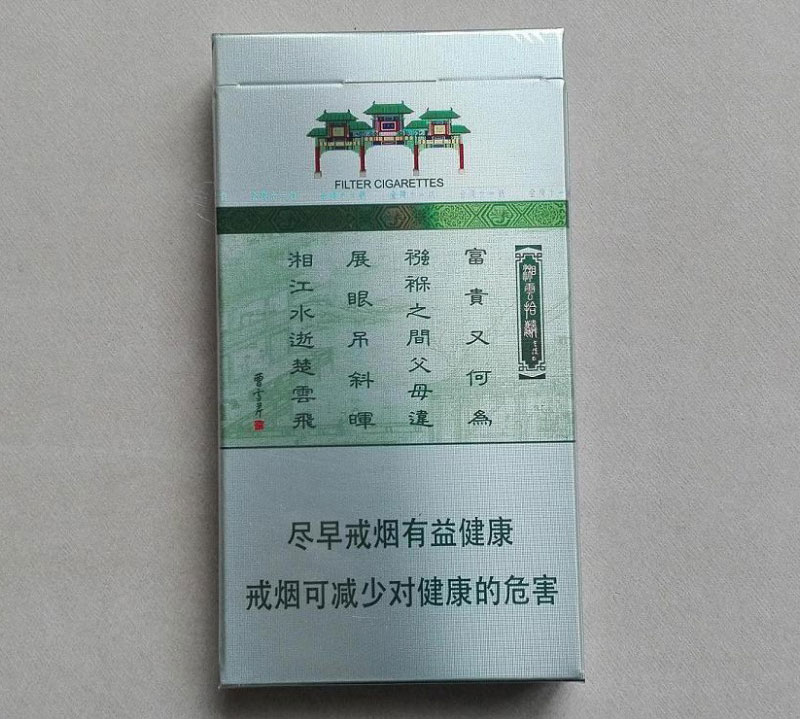 FILTER CIGARETTES
富貴又何為
襁褓之間父母違
展眼吊斜暉
湘江水逝楚雲飛
尽早戒烟有益健康
戒烟可减少对健康的危害